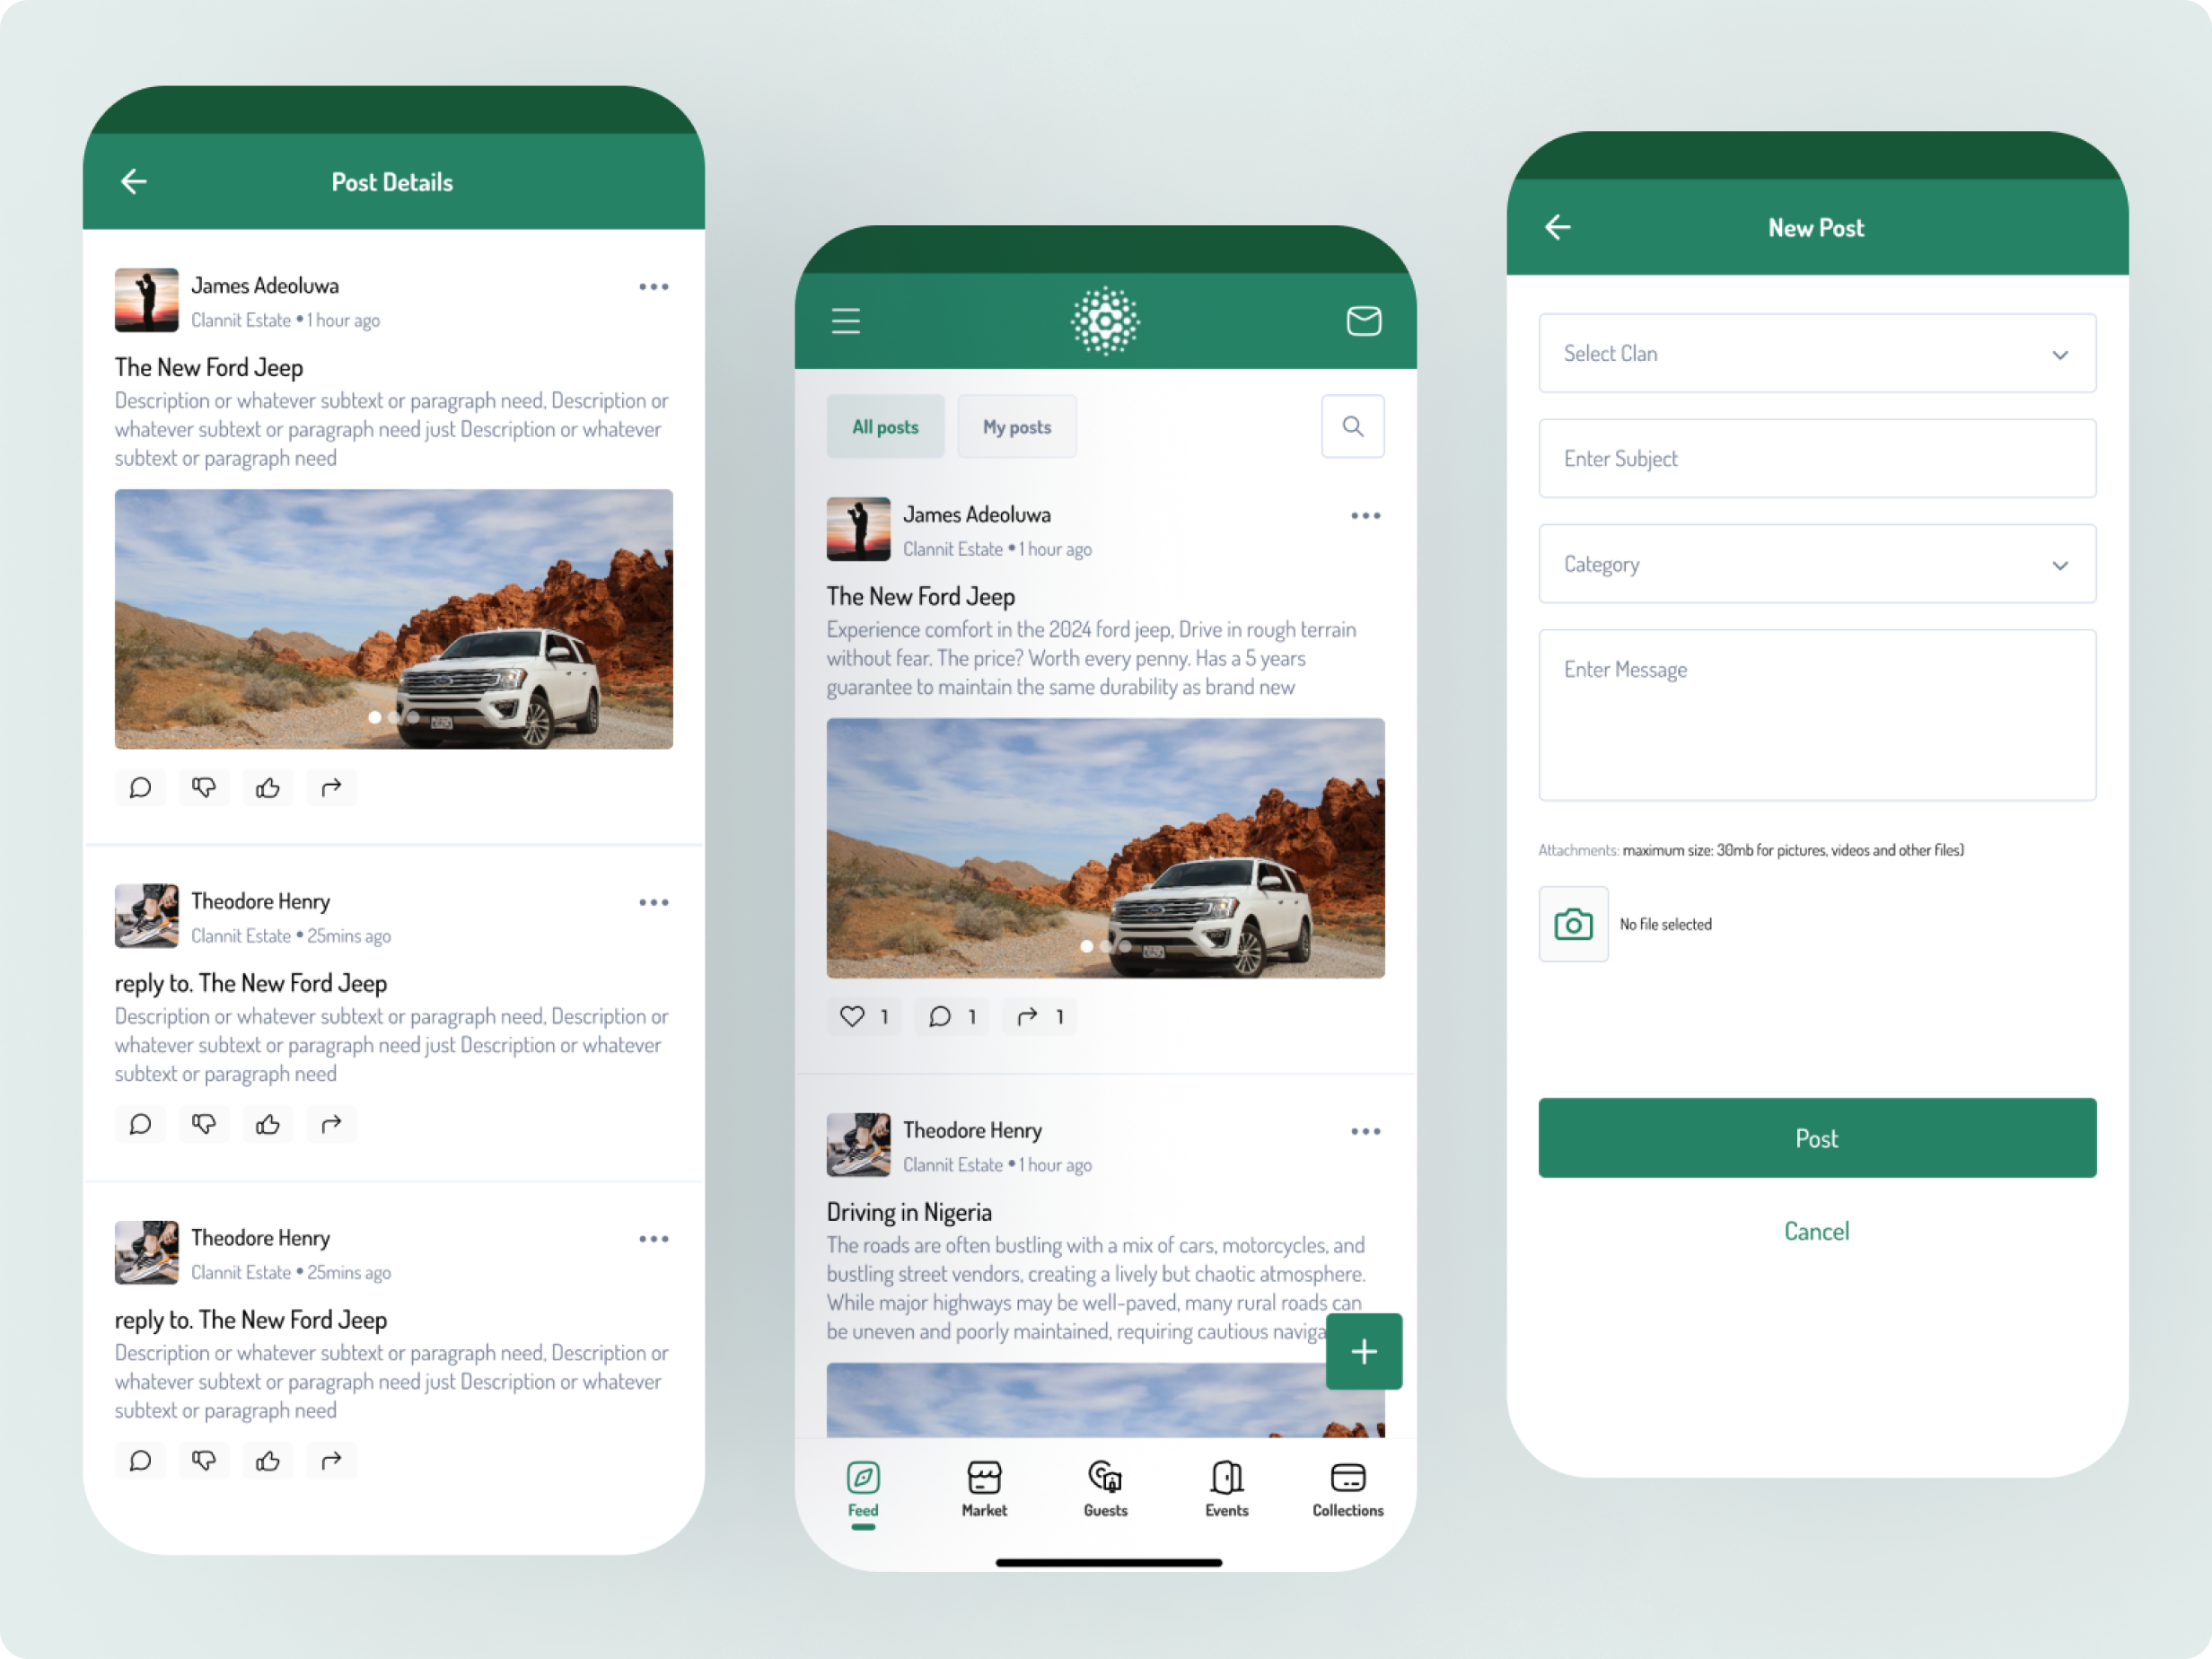 Post Details
James Adeoluwa
Clannit Estate • 1 hour ago
The New Ford Jeep
Description or whatever subtext or paragraph need, Description or
whatever subtext or paragraph need just Description or whatever
subtext or paragraph need
Theodore Henry
Clannit Estate • 25mins ago
reply to. The New Ford Jeep
Description or whatever subtext or paragraph need, Description or
whatever subtext or paragraph need just Description or whatever
subtext or paragraph need
Theodore Henry
Clannit Estate • 25mins ago
reply to. The New Ford Jeep
Description or whatever subtext or paragraph need, Description or
whatever subtext or paragraph need just Description or whatever
subtext or paragraph need
All posts
My posts
James Adeoluwa
Clannit Estate • 1 hour ago
The New Ford Jeep
Experience comfort in the 2024 ford jeep, Drive in rough terrain
without fear. The price? Worth every penny. Has a 5 years
guarantee to maintain the same durability as brand new
1 1 1
Theodore Henry
Clannit Estate • 1 hour ago
Driving in Nigeria
The roads are often bustling with a mix of cars, motorcycles, and
bustling street vendors, creating a lively but chaotic atmosphere.
While major highways may be well-paved, many rural roads can
be uneven and poorly maintained, requiring cautious naviga
Feed
Market
Guests
Events
Collections
New Post
Select Clan
Enter Subject
Category
Enter Message
Attachments: maximum size: 30mb for pictures, videos and other files)
No file selected
Post
Cancel